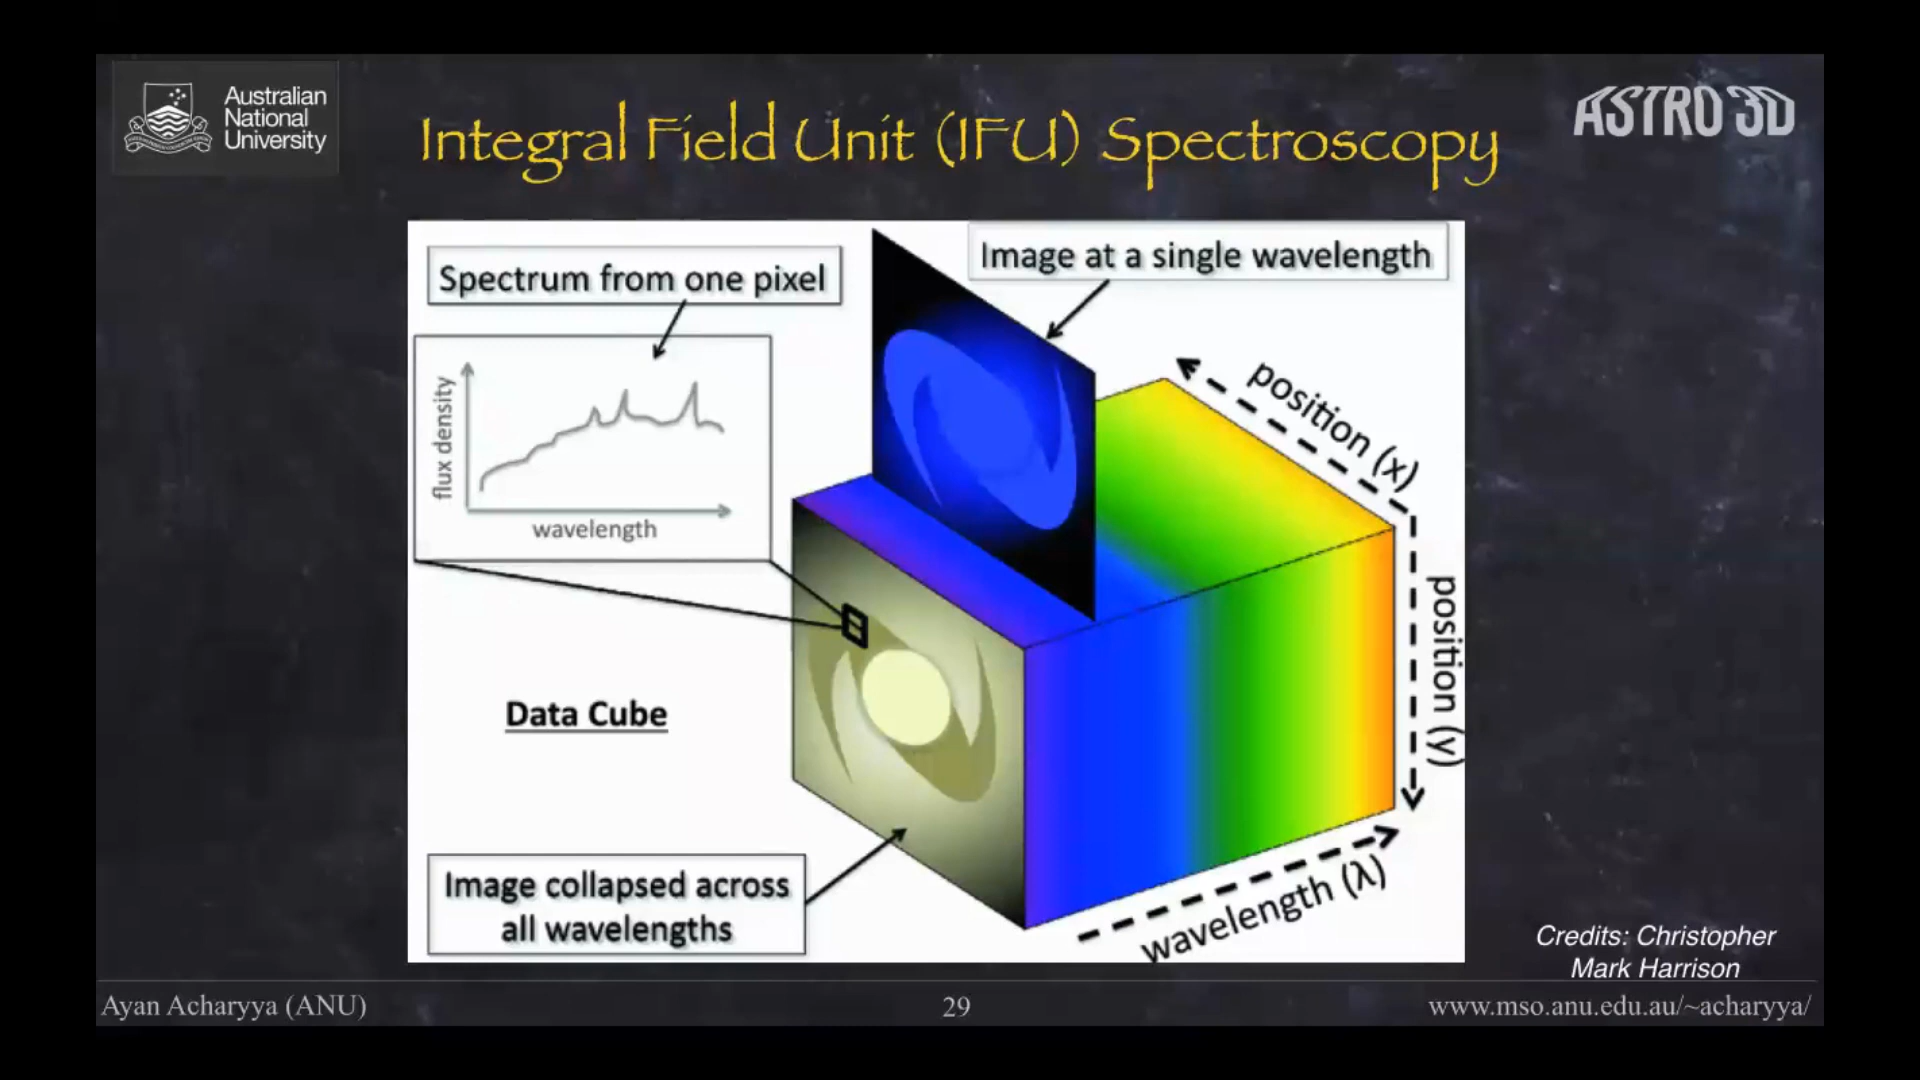 Australian
National
University
Integral Field Unit (IFU) Spectroscopy
ASTRO 3D
Spectrum from one pixel
Image at a single wavelength
flux density
wavelength
position (x)
position (y)
Data Cube
Image collapsed across
all wavelengths
wavelength (λ)
Credits: Christopher
Mark Harrison
Ayan Acharyya (ANU)
29
www.mso.anu.edu.au/~acharyya/